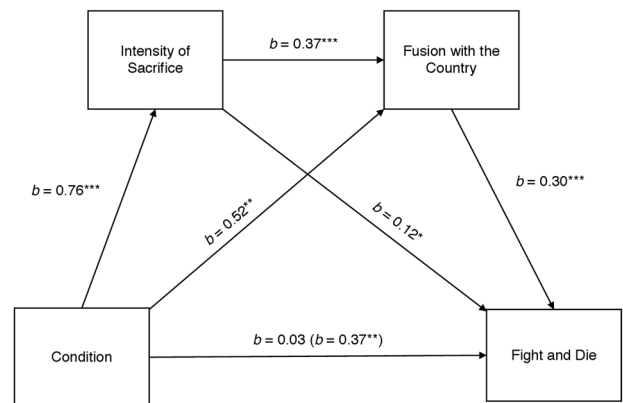 Intensity of
Sacrifice
b = 0.37***
Fusion with the
Country
b = 0.76***
b = 0.52**
b = 0.12*
b = 0.30***
Condition
b = 0.03 (b = 0.37**)
Fight and Die